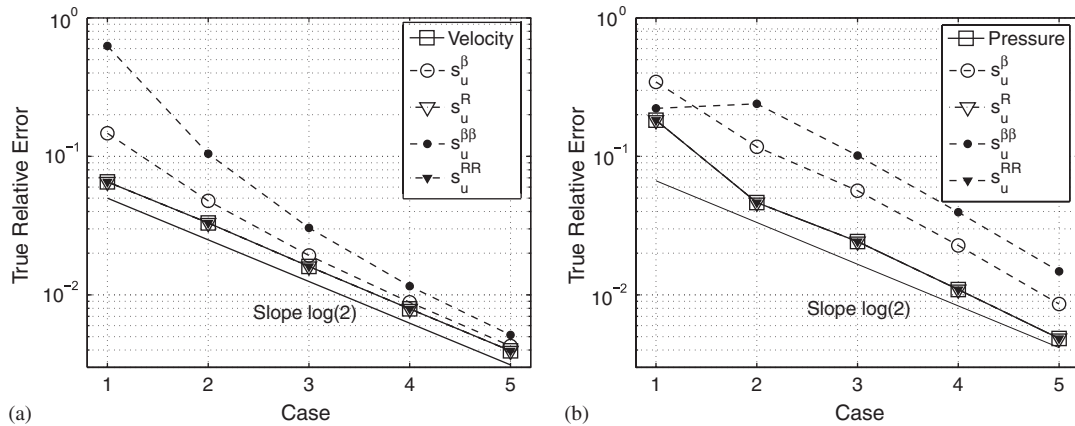 10^0
10^-1
10^-2
True Relative Error
Velocity
s_u^β
s_u^R
s_u^ββ
s_u^RR
Slope log(2)
1 2 3 4 5
Case
(a)
10^0
10^-1
10^-2
True Relative Error
Pressure
s_u^β
s_u^R
s_u^ββ
s_u^RR
Slope log(2)
1 2 3 4 5
Case
(b)